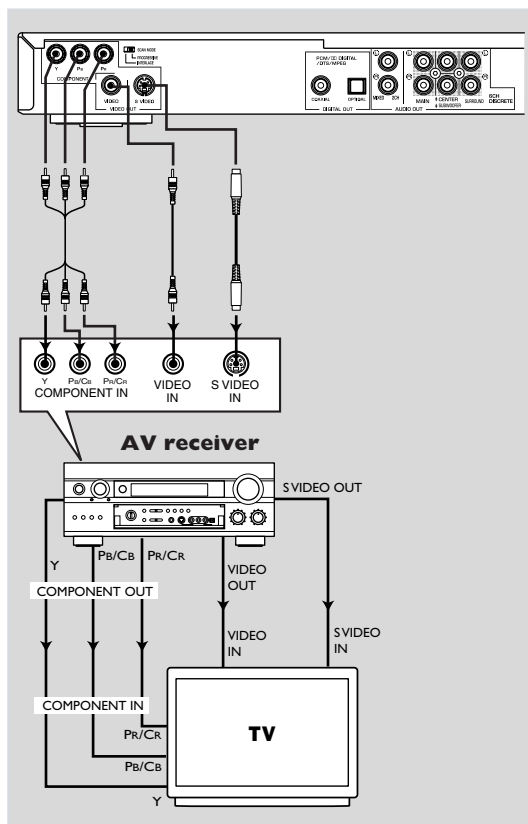 Y PB PR
SCAN MODE
PROGRESSIVE
INTERLACE
COMPONENT
VIDEO S VIDEO
VIDEO OUT
PCM/DIGITAL
/DTS/MPEG
COAXIAL OPTICAL
DIGITAL OUT
L
R
MIXED 2CH
MAIN CENTER
SUBWOOFER
SURROUND
6CH
DISCRETE
AUDIO OUT
Y PB/CB PR/CR
COMPONENT IN
VIDEO
IN
S VIDEO
IN
AV receiver
S VIDEO OUT
Y
PB/CB PR/CR
COMPONENT OUT
VIDEO
OUT
VIDEO
IN
S VIDEO
IN
COMPONENT IN
TV
PR/CR
PB/CB
Y